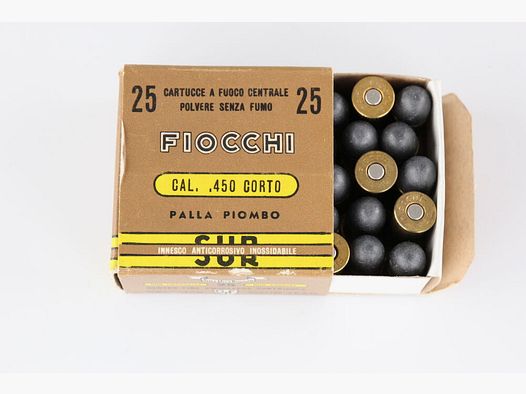 25 CARTUCCE A FUOCO CENTRALE 25
POLVERE SENZA FUMO
FIOCCHI
CAL. .450 CORTO
PALLA PIOMBO
SUR
INNESCO ANTICORROSIVO INOSSIDABILE